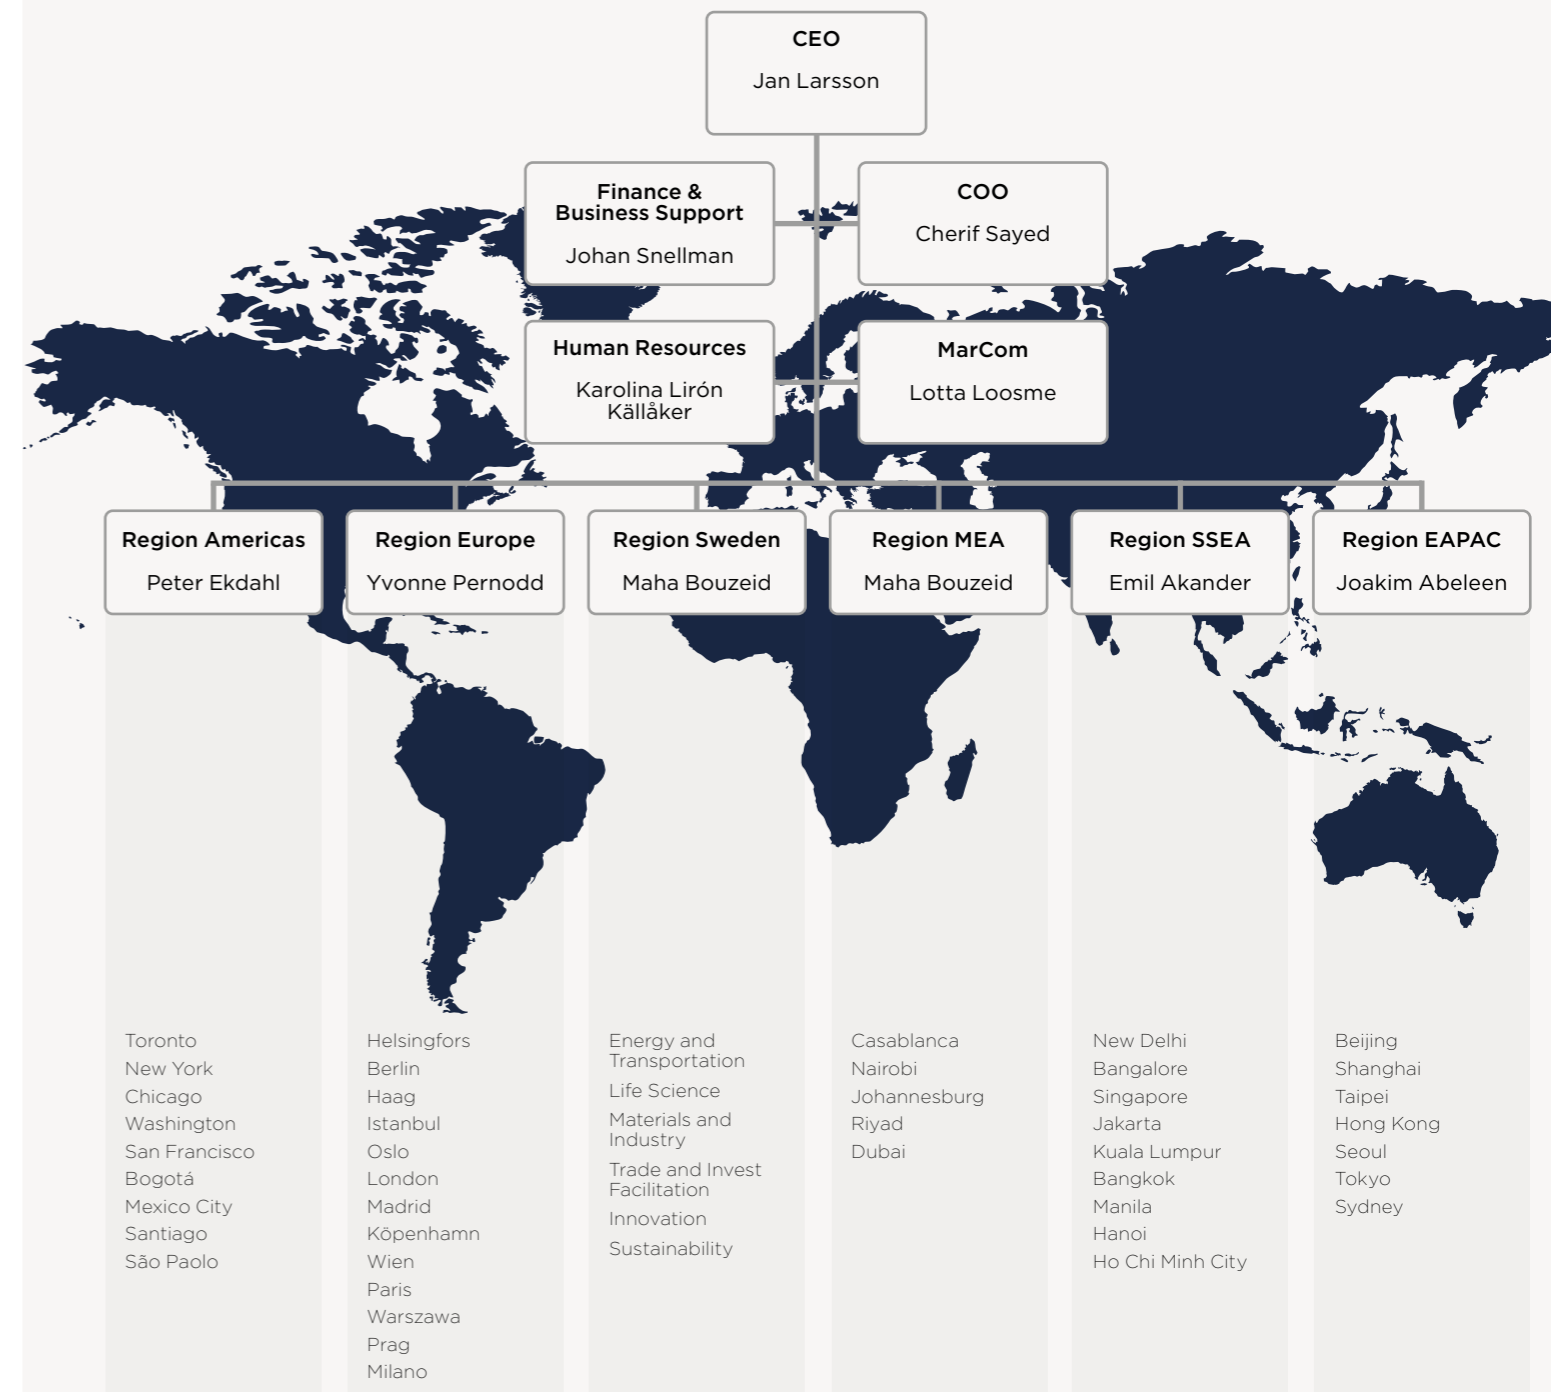 CEO
Jan Larsson
Finance &
Business Support
Johan Snellman
COO
Cherif Sayed
Human Resources
Karolina Lirón
Källåker
MarCom
Lotta Loosme
Region Americas
Peter Ekdahl
Region Europe
Yvonne Pernodd
Region Sweden
Maha Bouzeid
Region MEA
Maha Bouzeid
Region SSEA
Emil Akander
Region EAPAC
Joakim Abeleen
Toronto
New York
Chicago
Washington
San Francisco
Bogotá
Mexico City
Santiago
São Paolo
Helsingfors
Berlin
Haag
Istanbul
Oslo
London
Madrid
Köpenhamn
Wien
Paris
Warszawa
Prag
Milano
Energy and
Transportation
Life Science
Materials and
Industry
Trade and Invest
Facilitation
Innovation
Sustainability
Casablanca
Nairobi
Johannesburg
Riyad
Dubai
New Delhi
Bangalore
Singapore
Jakarta
Kuala Lumpur
Bangkok
Manila
Hanoi
Ho Chi Minh City
Beijing
Shanghai
Taipei
Hong Kong
Seoul
Tokyo
Sydney